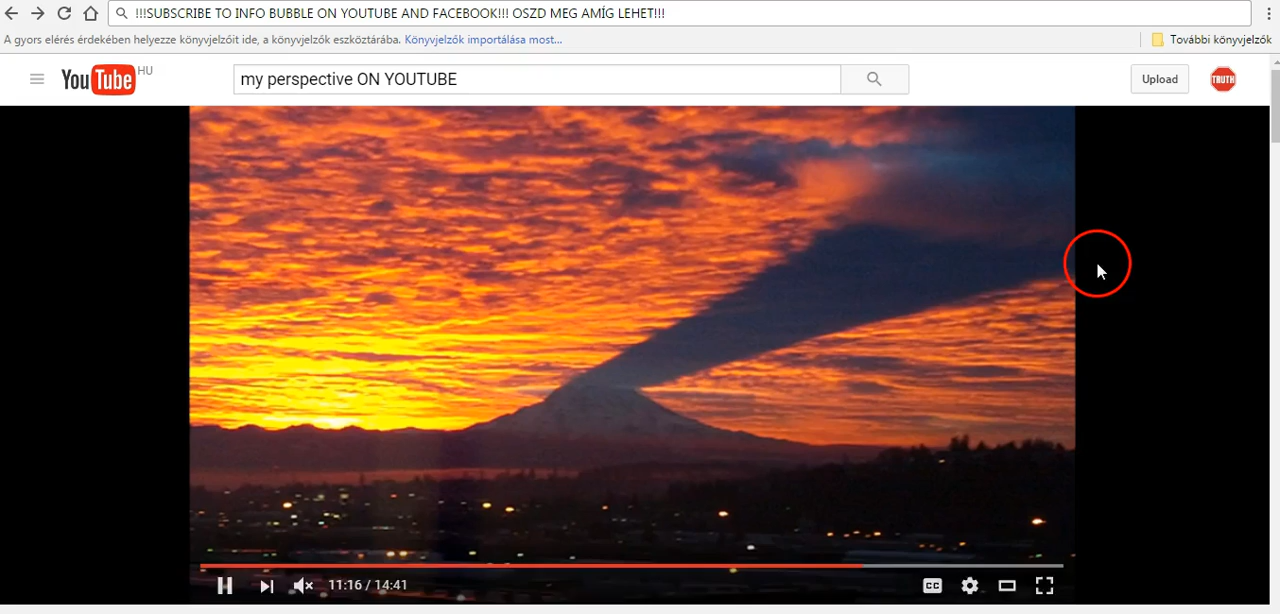 !!!SUBSCRIBE TO INFO BUBBLE ON YOUTUBE AND FACEBOOK!!! OSZD MEG AMÍG LEHET!!!
A gyors elérés érdekében helyezze könyvjelzőit ide, a könyvjelzők eszköztárába. Könyvjelzők importálása most...
További könyvjelzők
YouTube HU
my perspective ON YOUTUBE
Upload
TRUTH
11:16 / 14:41
CC